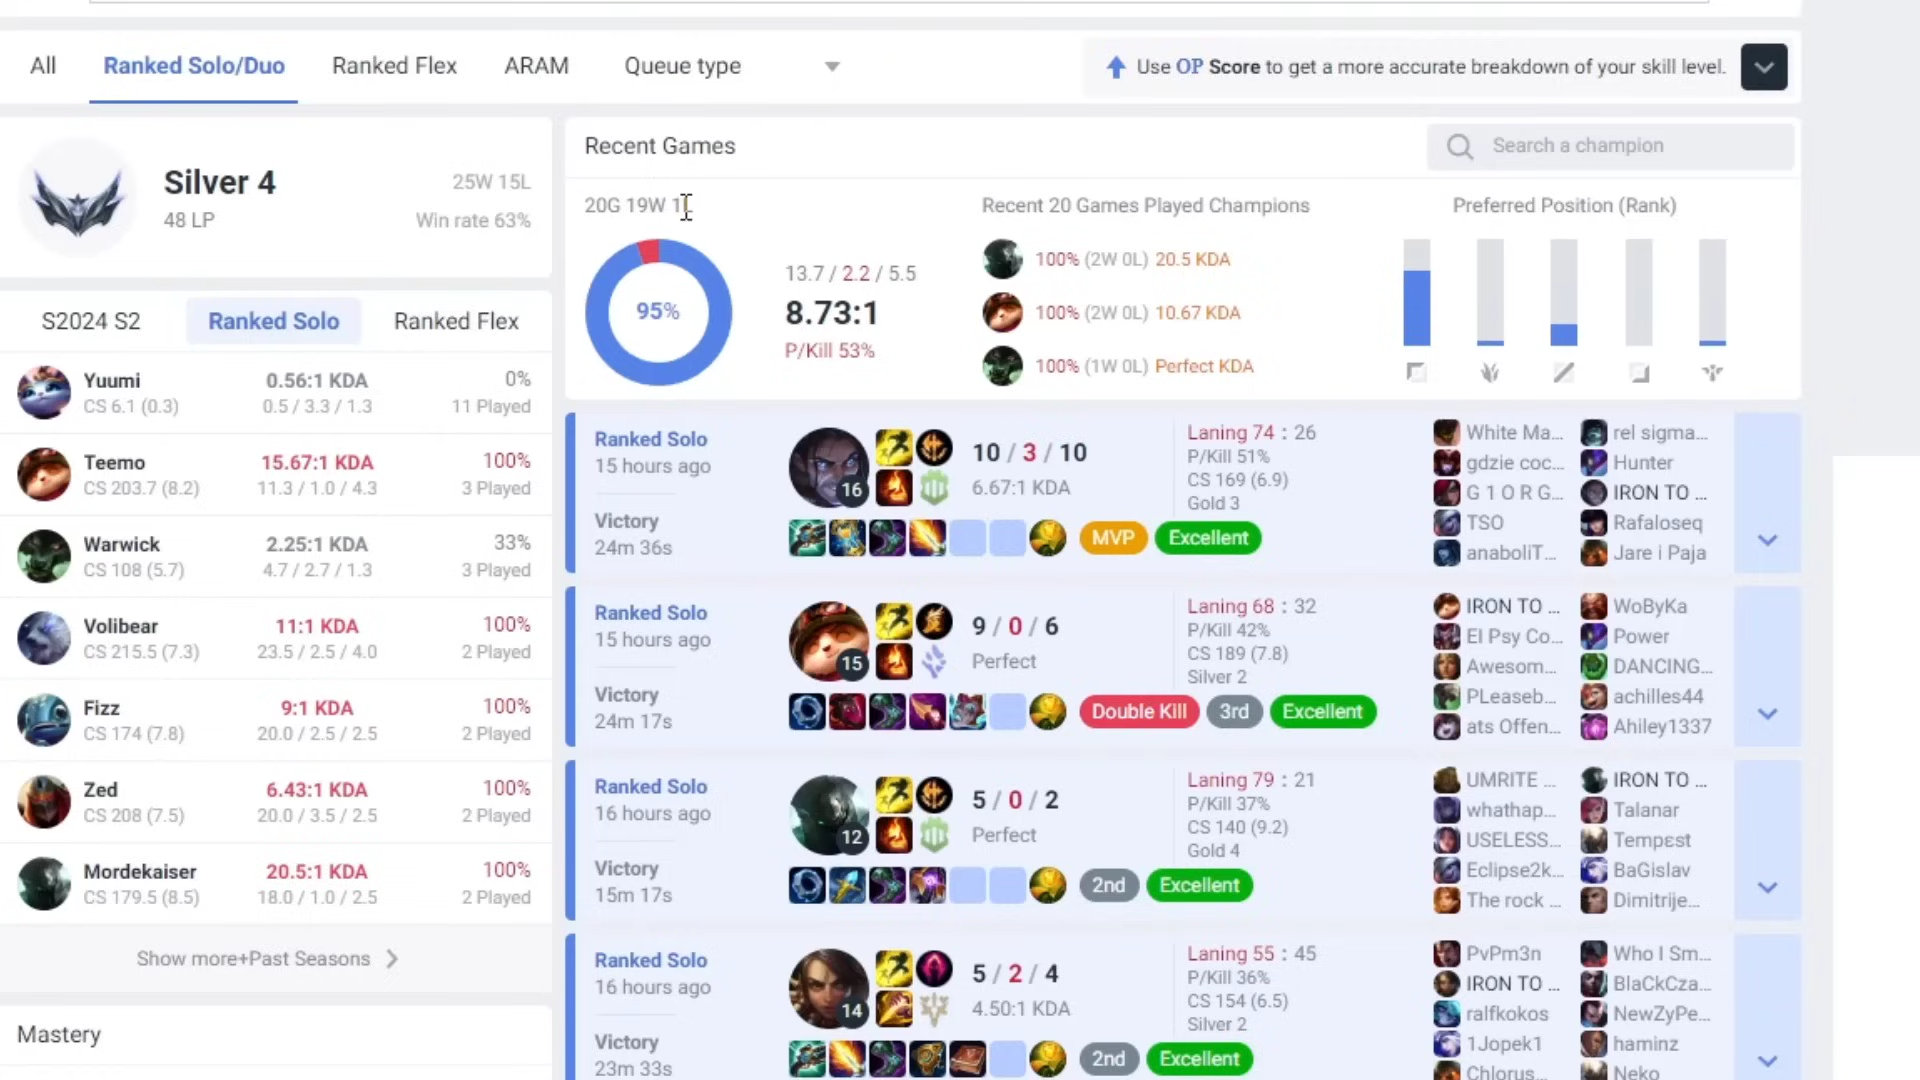 All
Ranked Solo/Duo
Ranked Flex
ARAM
Queue type
Use OP Score to get a more accurate breakdown of your skill level.
Silver 4
48 LP
25W 15L
Win rate 63%
S2024 S2
Ranked Solo
Ranked Flex
Yuumi 0.56:1 KDA 0%
CS 6.1 (0.3) 0.5 / 3.3 / 1.3 11 Played
Teemo 15.67:1 KDA 100%
CS 203.7 (8.2) 11.3 / 1.0 / 4.3 3 Played
Warwick 2.25:1 KDA 33%
CS 108 (5.7) 4.7 / 2.7 / 1.3 3 Played
Volibear 11:1 KDA 100%
CS 215.5 (7.3) 23.5 / 2.5 / 4.0 2 Played
Fizz 9:1 KDA 100%
CS 174 (7.8) 20.0 / 2.5 / 2.5 2 Played
Zed 6.43:1 KDA 100%
CS 208 (7.5) 20.0 / 3.5 / 2.5 2 Played
Mordekaiser 20.5:1 KDA 100%
CS 179.5 (8.5) 18.0 / 1.0 / 2.5 2 Played
Show more+Past Seasons
Mastery
Recent Games
Search a champion
20G 19W 1L
95%
13.7 / 2.2 / 5.5
8.73:1
P/Kill 53%
Recent 20 Games Played Champions
100% (2W 0L) 20.5 KDA
100% (2W 0L) 10.67 KDA
100% (1W 0L) Perfect KDA
Preferred Position (Rank)
Ranked Solo
15 hours ago
Victory
24m 36s
16
10 / 3 / 10
6.67:1 KDA
MVP
Excellent
Laning 74 : 26
P/Kill 51%
CS 169 (6.9)
Gold 3
White Ma...
gdzie coc...
G 1 O R G...
TSO
anaboliT...
rel sigma...
Hunter
IRON TO ...
Rafaloseq
Jare i Paja
Ranked Solo
15 hours ago
Victory
24m 17s
15
9 / 0 / 6
Perfect
Double Kill
3rd
Excellent
Laning 68 : 32
P/Kill 42%
CS 189 (7.8)
Silver 2
IRON TO ...
El Psy Co...
Awesom...
PLeaseb...
ats Offen...
WoByKa
Power
DANCING...
achilles44
Ahiley1337
Ranked Solo
16 hours ago
Victory
15m 17s
12
5 / 0 / 2
Perfect
2nd
Excellent
Laning 79 : 21
P/Kill 37%
CS 140 (9.2)
Gold 4
UMRITE ...
whathap...
USELESS...
Eclipse2k...
The rock ...
IRON TO ...
Talanar
Tempsst
BaGislav
Dimitrije...
Ranked Solo
16 hours ago
Victory
23m 33s
14
5 / 2 / 4
4.50:1 KDA
2nd
Excellent
Laning 55 : 45
P/Kill 36%
CS 154 (6.5)
Silver 2
PvPm3n
IRON TO ...
ralfkokos
1Jopek1
Chlorus...
Who I Sm...
BlaCkCza...
NewZyPe...
haminz
Neko